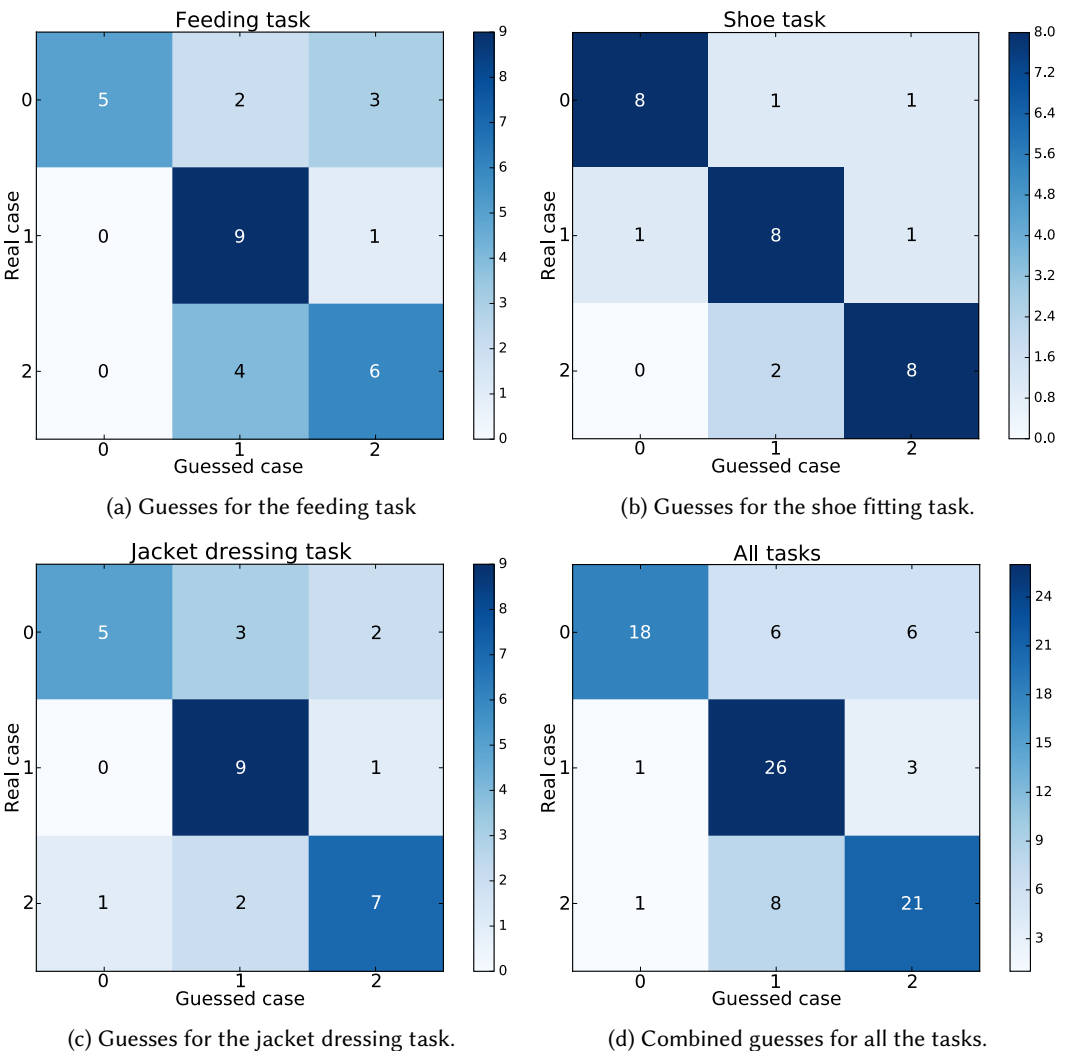 Feeding task
5 2 3
0 9 1
0 4 6
0
1
2
Real case
0 1 2
Guessed case
9
8
7
6
5
4
3
2
1
0
(a) Guesses for the feeding task
Shoe task
8 1 1
1 8 1
0 2 8
0
1
2
Real case
0 1 2
Guessed case
8.0
7.2
6.4
5.6
4.8
4.0
3.2
2.4
1.6
0.8
0.0
(b) Guesses for the shoe fitting task.
Jacket dressing task
5 3 2
0 9 1
1 2 7
0
1
2
Real case
0 1 2
Guessed case
9
8
7
6
5
4
3
2
1
0
(c) Guesses for the jacket dressing task.
All tasks
18 6 6
1 26 3
1 8 21
0
1
2
Real case
0 1 2
Guessed case
24
21
18
15
12
9
6
3
(d) Combined guesses for all the tasks.